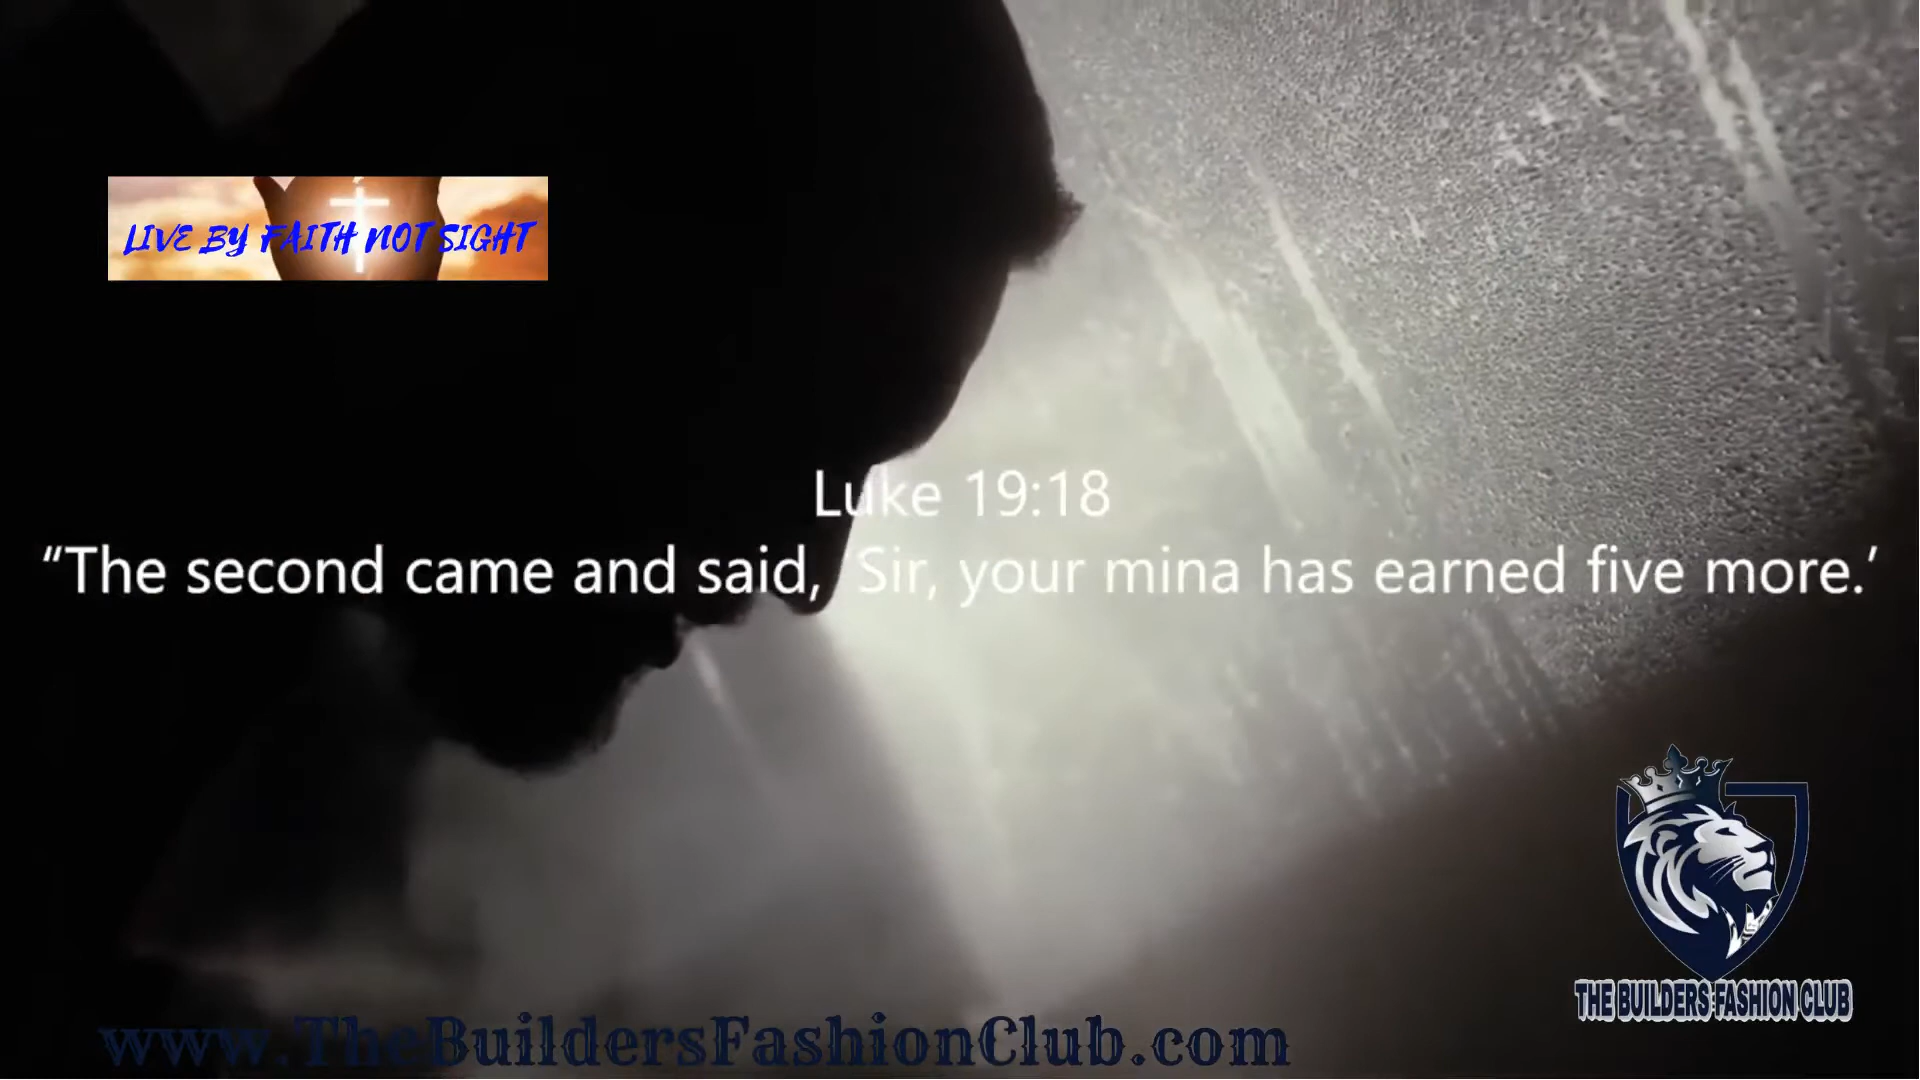 LIVE BY FAITH NOT SIGHT
Luke 19:18
“The second came and said, ‘Sir, your mina has earned five more.’
THE BUILDERS FASHION CLUB
www.TheBuildersFashionClub.com